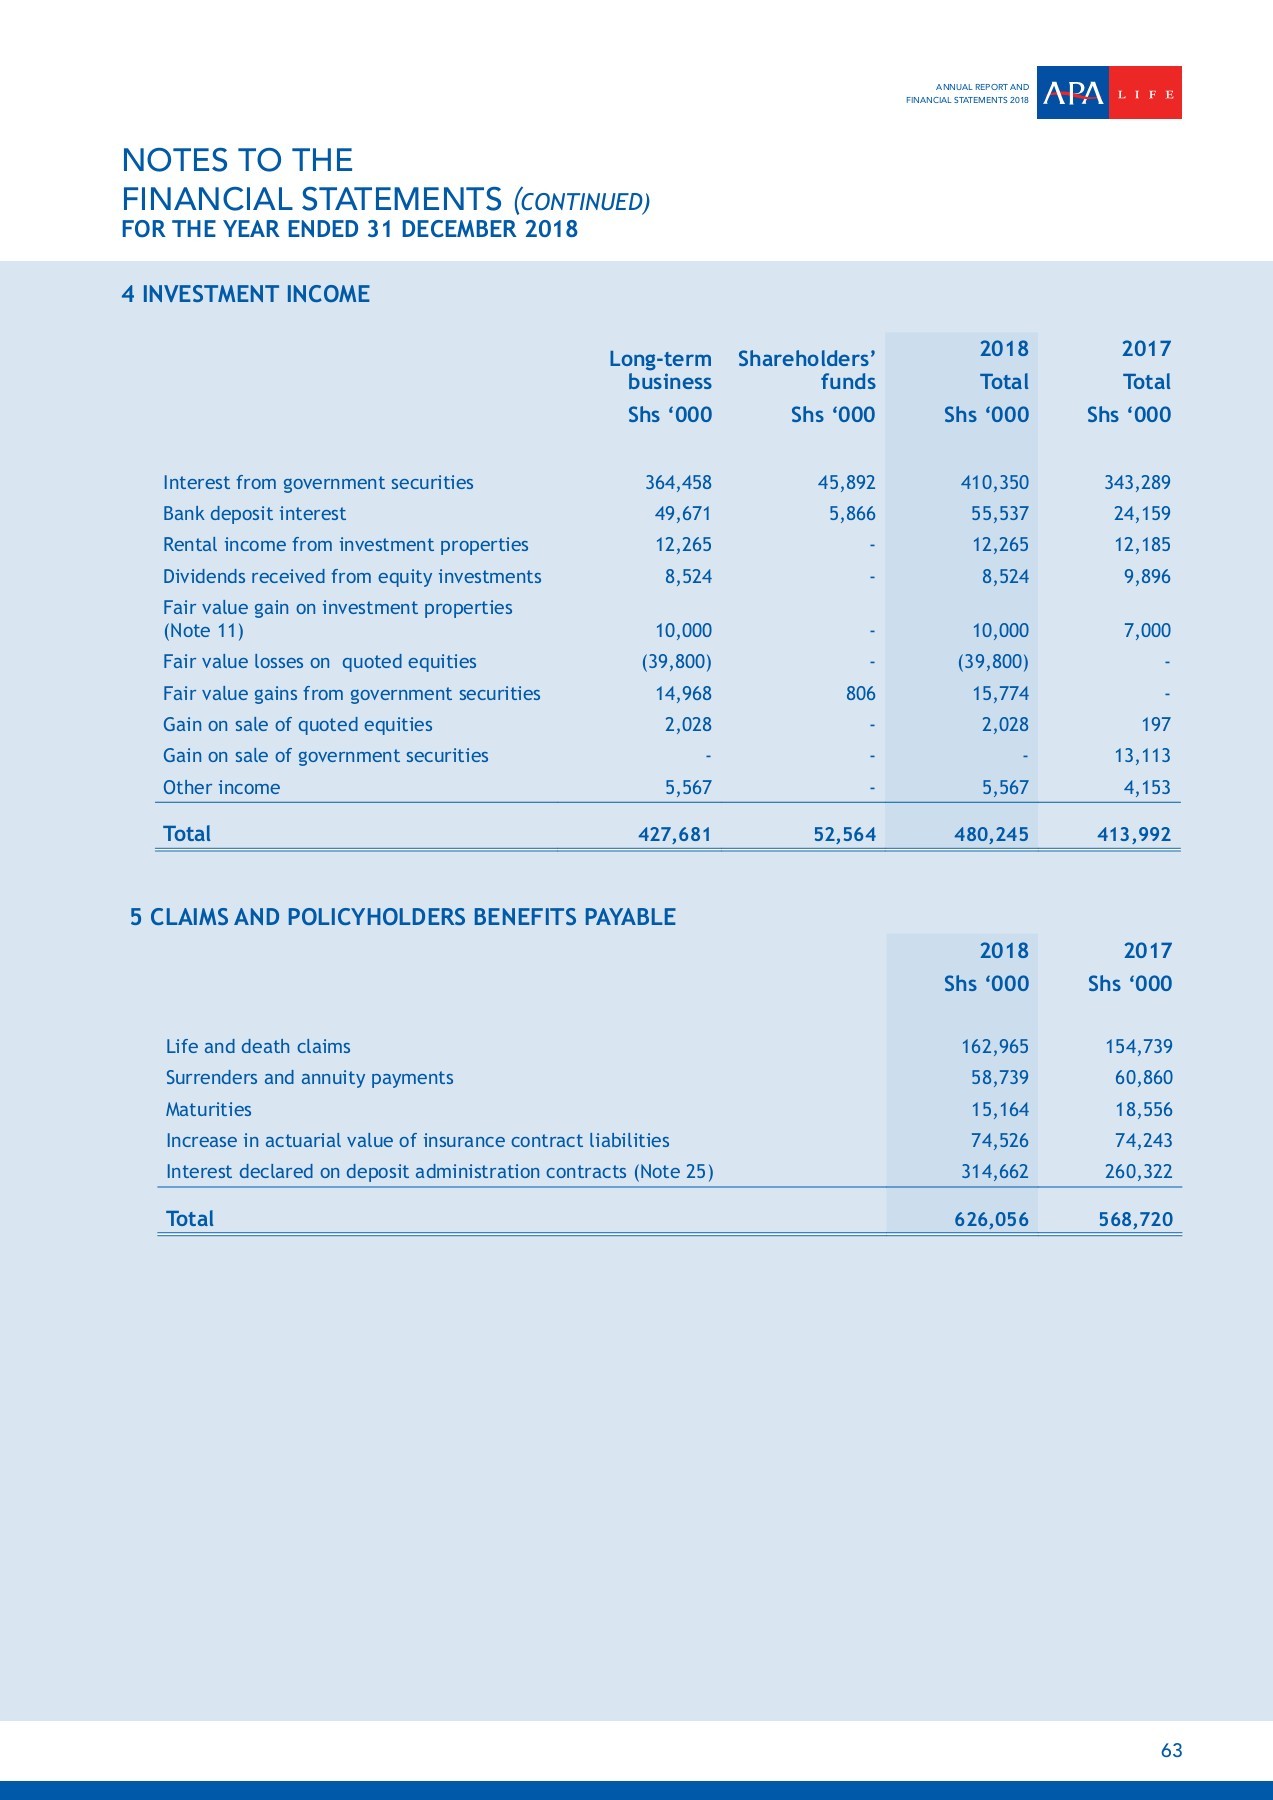 ANNUAL REPORT AND
FINANCIAL STATEMENTS 2018
APA LIFE
NOTES TO THE
FINANCIAL STATEMENTS (CONTINUED)
FOR THE YEAR ENDED 31 DECEMBER 2018
4 INVESTMENT INCOME
2018 2017
Long-term Shareholders’
business funds Total Total
Shs ‘000 Shs ‘000 Shs ‘000 Shs ‘000
Interest from government securities 364,458 45,892 410,350 343,289
Bank deposit interest 49,671 5,866 55,537 24,159
Rental income from investment properties 12,265 - 12,265 12,185
Dividends received from equity investments 8,524 - 8,524 9,896
Fair value gain on investment properties
(Note 11) 10,000 - 10,000 7,000
Fair value losses on quoted equities (39,800) - (39,800) -
Fair value gains from government securities 14,968 806 15,774 -
Gain on sale of quoted equities 2,028 - 2,028 197
Gain on sale of government securities - - - 13,113
Other income 5,567 - 5,567 4,153
Total 427,681 52,564 480,245 413,992
5 CLAIMS AND POLICYHOLDERS BENEFITS PAYABLE
2018 2017
Shs ‘000 Shs ‘000
Life and death claims 162,965 154,739
Surrenders and annuity payments 58,739 60,860
Maturities 15,164 18,556
Increase in actuarial value of insurance contract liabilities 74,526 74,243
Interest declared on deposit administration contracts (Note 25) 314,662 260,322
Total 626,056 568,720
63